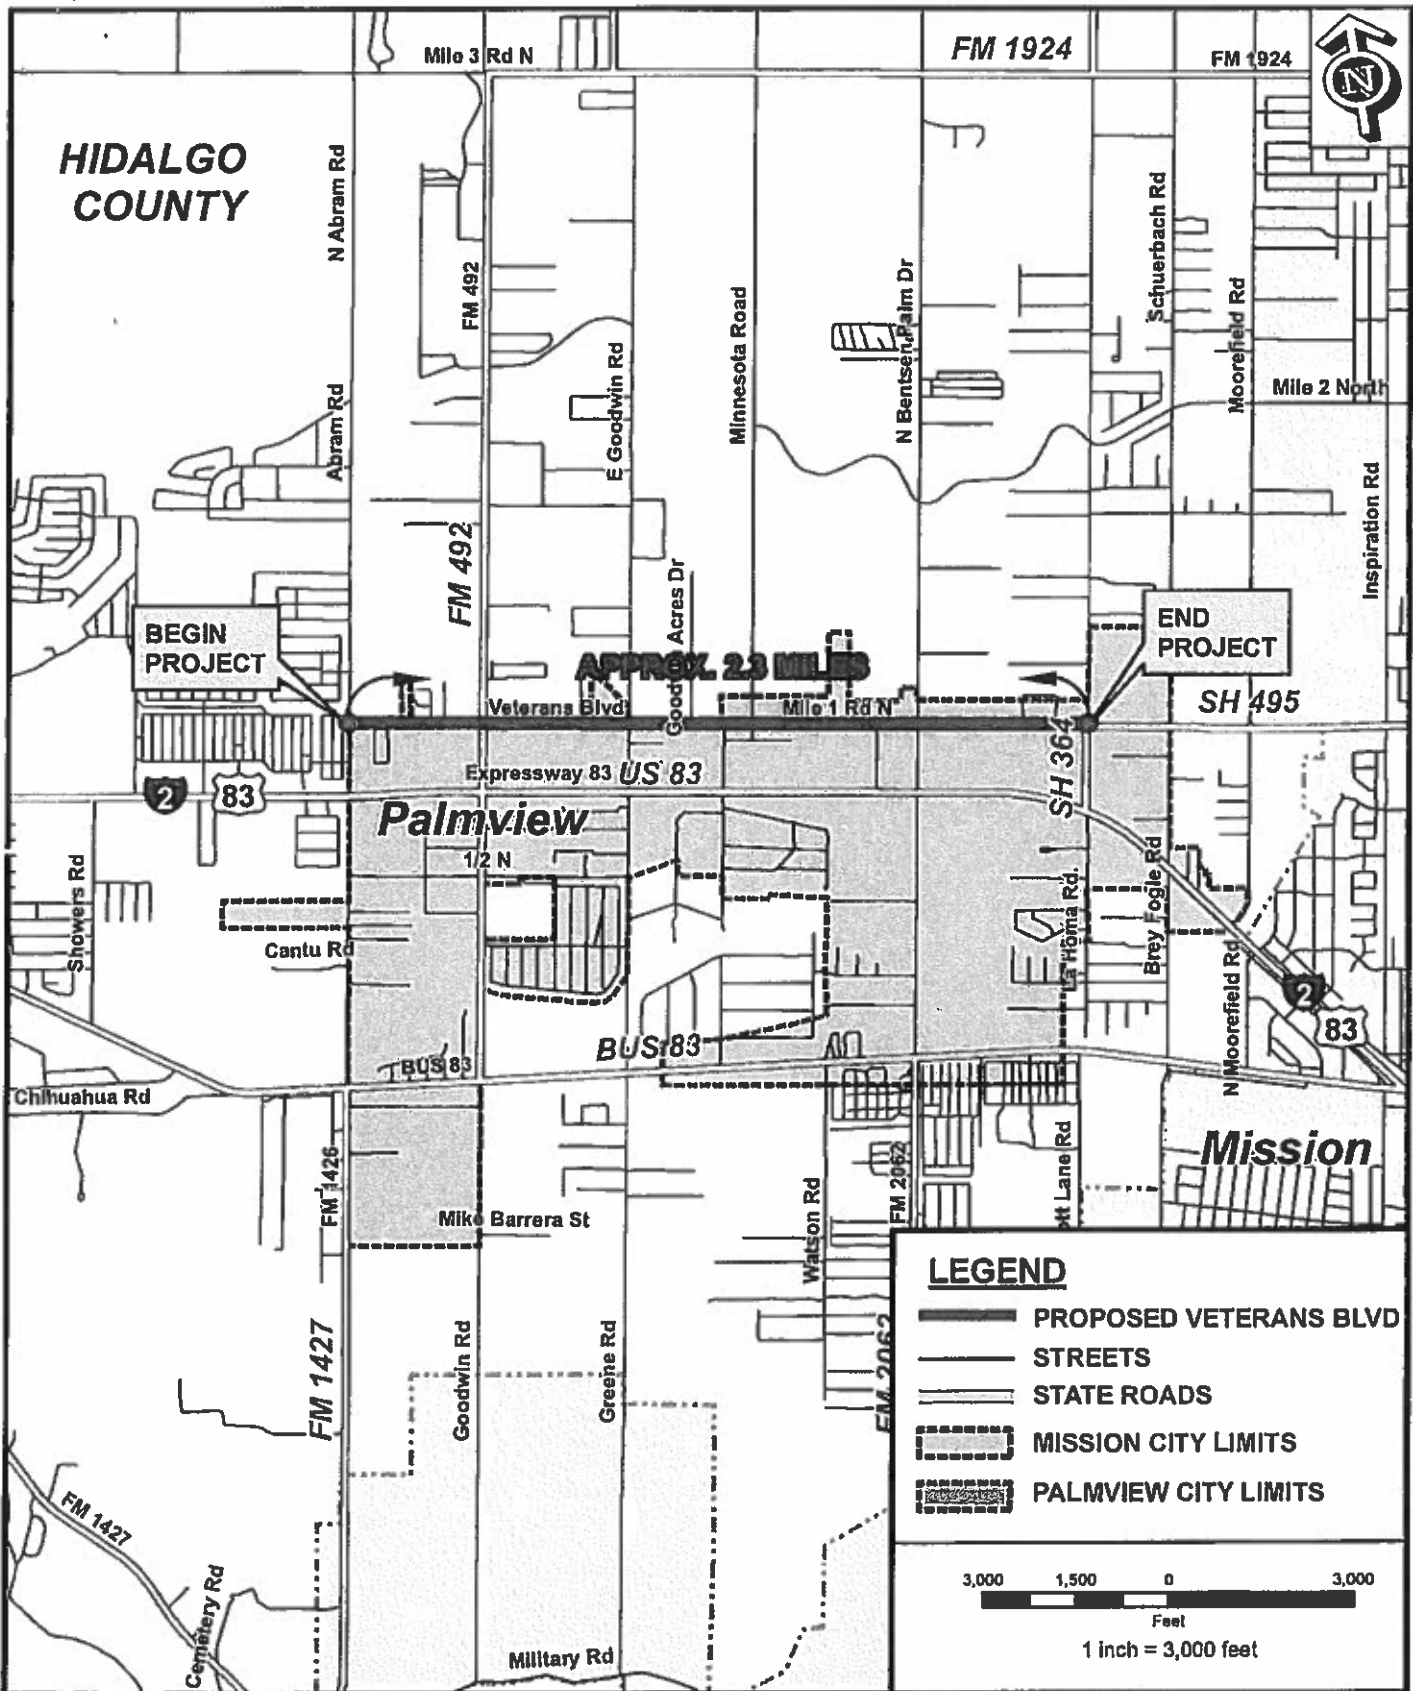 Mile 3 Rd N
FM 1924
FM 1924
N
HIDALGO
COUNTY
N Abram Rd
FM 492
Schuerbach Rd
N Bentsen Palm Dr
Minnesota Road
Moorefield Rd
E Goodwin Rd
Mile 2 North
Abram Rd
Inspiration Rd
FM 492
Acres Dr
BEGIN
PROJECT
END
PROJECT
APPROX. 2.3 MILES
Veterans Blvd
Mile 1 Rd N
SH 495
SH 364
Expressway 83
US 83
2
83
Palmview
1/2 N
Showers Rd
Cantu Rd
La Homa Rd.
Brey Fogle Rd
N Moorefield Rd
2
83
BUS 83
BUS 83
Chihuahua Rd
Mission
FM 1426
Mike Barrera St
Watson Rd
FM 2062
ott Lane Rd
FM 1427
Goodwin Rd
Greene Rd
FM 2062
FM 1427
Cemetery Rd
Military Rd
LEGEND
PROPOSED VETERANS BLVD
STREETS
STATE ROADS
MISSION CITY LIMITS
PALMVIEW CITY LIMITS
3,000 1,500 0 3,000
Feet
1 inch = 3,000 feet